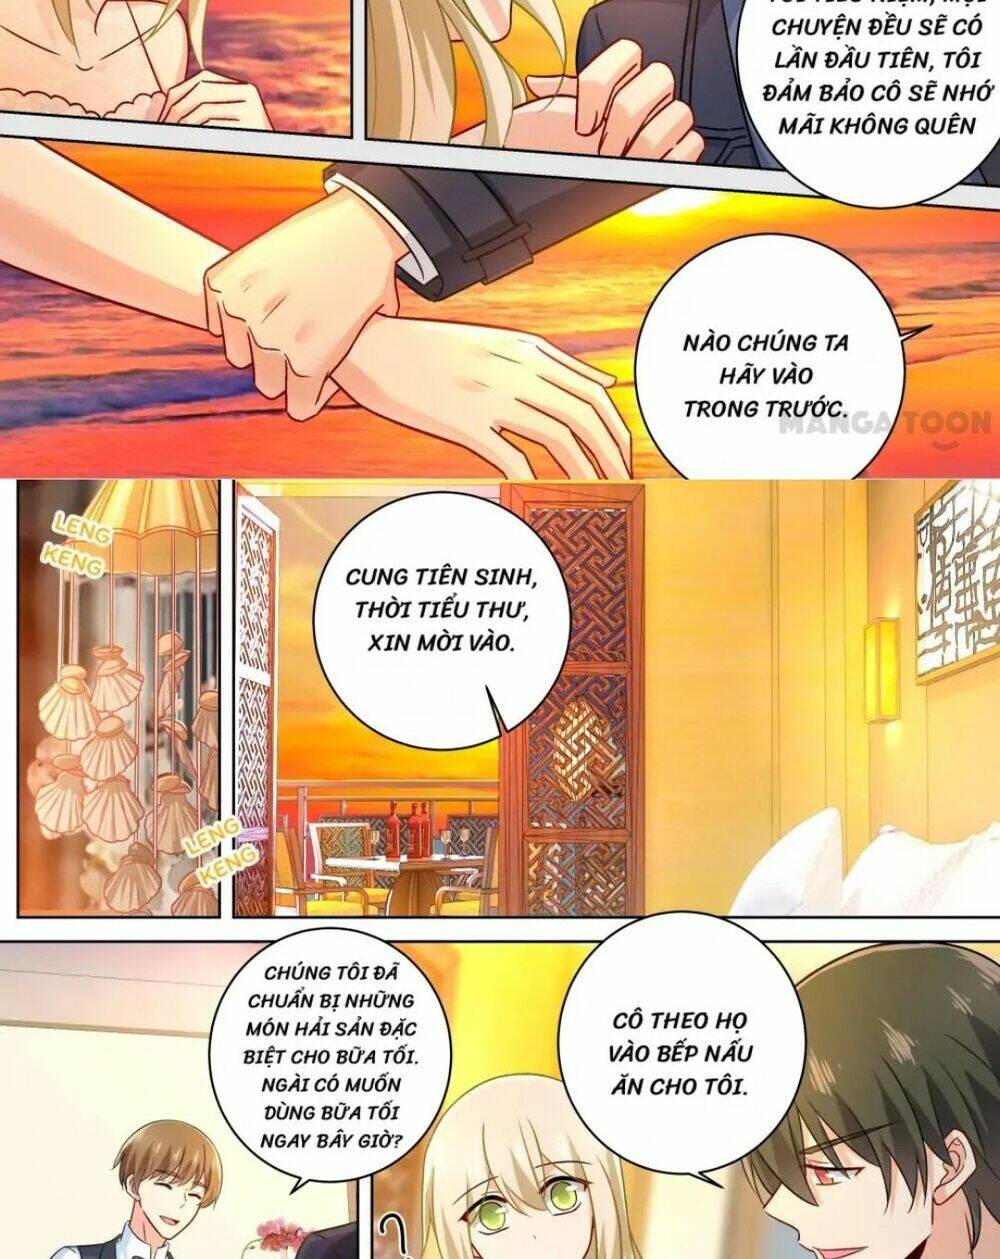 CHUYỆN ĐỀU SẼ CÓ
LẦN ĐẦU TIÊN, TÔI
ĐẢM BẢO CÔ SẼ NHỚ
MÃI KHÔNG QUÊN
NÀO CHÚNG TA
HÃY VÀO
TRONG TRƯỚC.
MANGATOON
LENG
KENG
CUNG TIÊN SINH,
THỜI TIỂU THƯ,
XIN MỜI VÀO.
LENG
KENG
CHÚNG TÔI ĐÃ
CHUẨN BỊ NHỮNG
MÓN HẢI SẢN ĐẶC
BIỆT CHO BỮA TỐI.
NGÀI CÓ MUỐN
DÙNG BỮA TỐI
NGAY BÂY GIỜ?
CÔ THEO HỌ
VÀO BẾP NẤU
ĂN CHO TÔI.
?